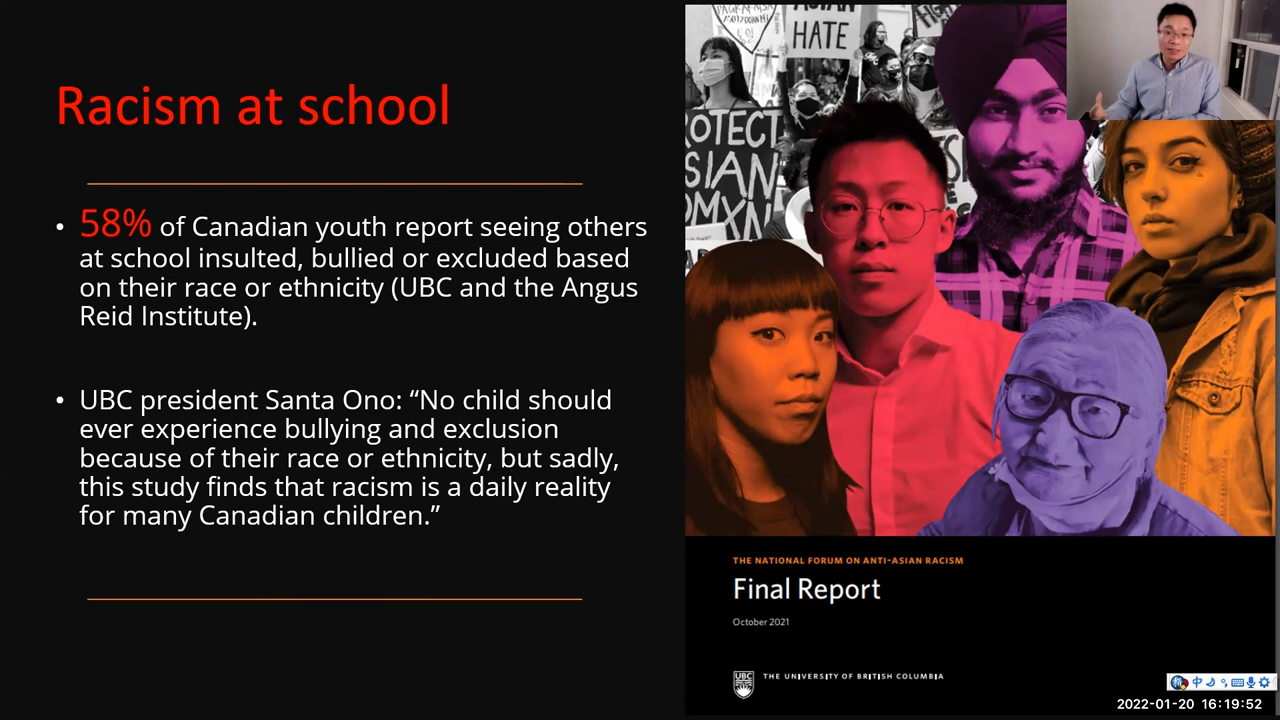 Racism at school
• 58% of Canadian youth report seeing others
at school insulted, bullied or excluded based
on their race or ethnicity (UBC and the Angus
Reid Institute).
• UBC president Santa Ono: “No child should
ever experience bullying and exclusion
because of their race or ethnicity, but sadly,
this study finds that racism is a daily reality
for many Canadian children.”
ASIAN
HATE
ROTECT
SIAN
OMXN
THE NATIONAL FORUM ON ANTI-ASIAN RACISM
Final Report
October 2021
UBC
THE UNIVERSITY OF BRITISH COLUMBIA
中
2022-01-20 16:19:52